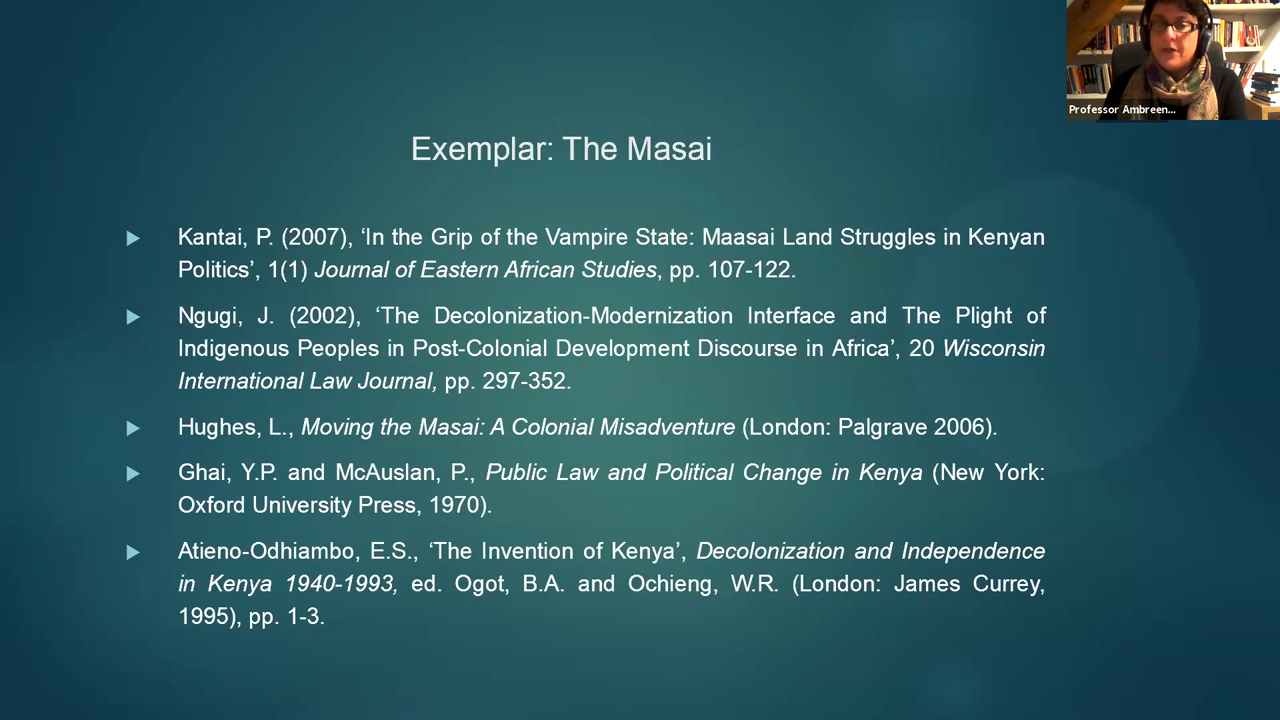 Professor Ambreen...
Exemplar: The Masai
Kantai, P. (2007), ‘In the Grip of the Vampire State: Maasai Land Struggles in Kenyan
Politics’, 1(1) Journal of Eastern African Studies, pp. 107-122.
Ngugi, J. (2002), ‘The Decolonization-Modernization Interface and The Plight of
Indigenous Peoples in Post-Colonial Development Discourse in Africa’, 20 Wisconsin
International Law Journal, pp. 297-352.
Hughes, L., Moving the Masai: A Colonial Misadventure (London: Palgrave 2006).
Ghai, Y.P. and McAuslan, P., Public Law and Political Change in Kenya (New York:
Oxford University Press, 1970).
Atieno-Odhiambo, E.S., ‘The Invention of Kenya’, Decolonization and Independence
in Kenya 1940-1993, ed. Ogot, B.A. and Ochieng, W.R. (London: James Currey,
1995), pp. 1-3.